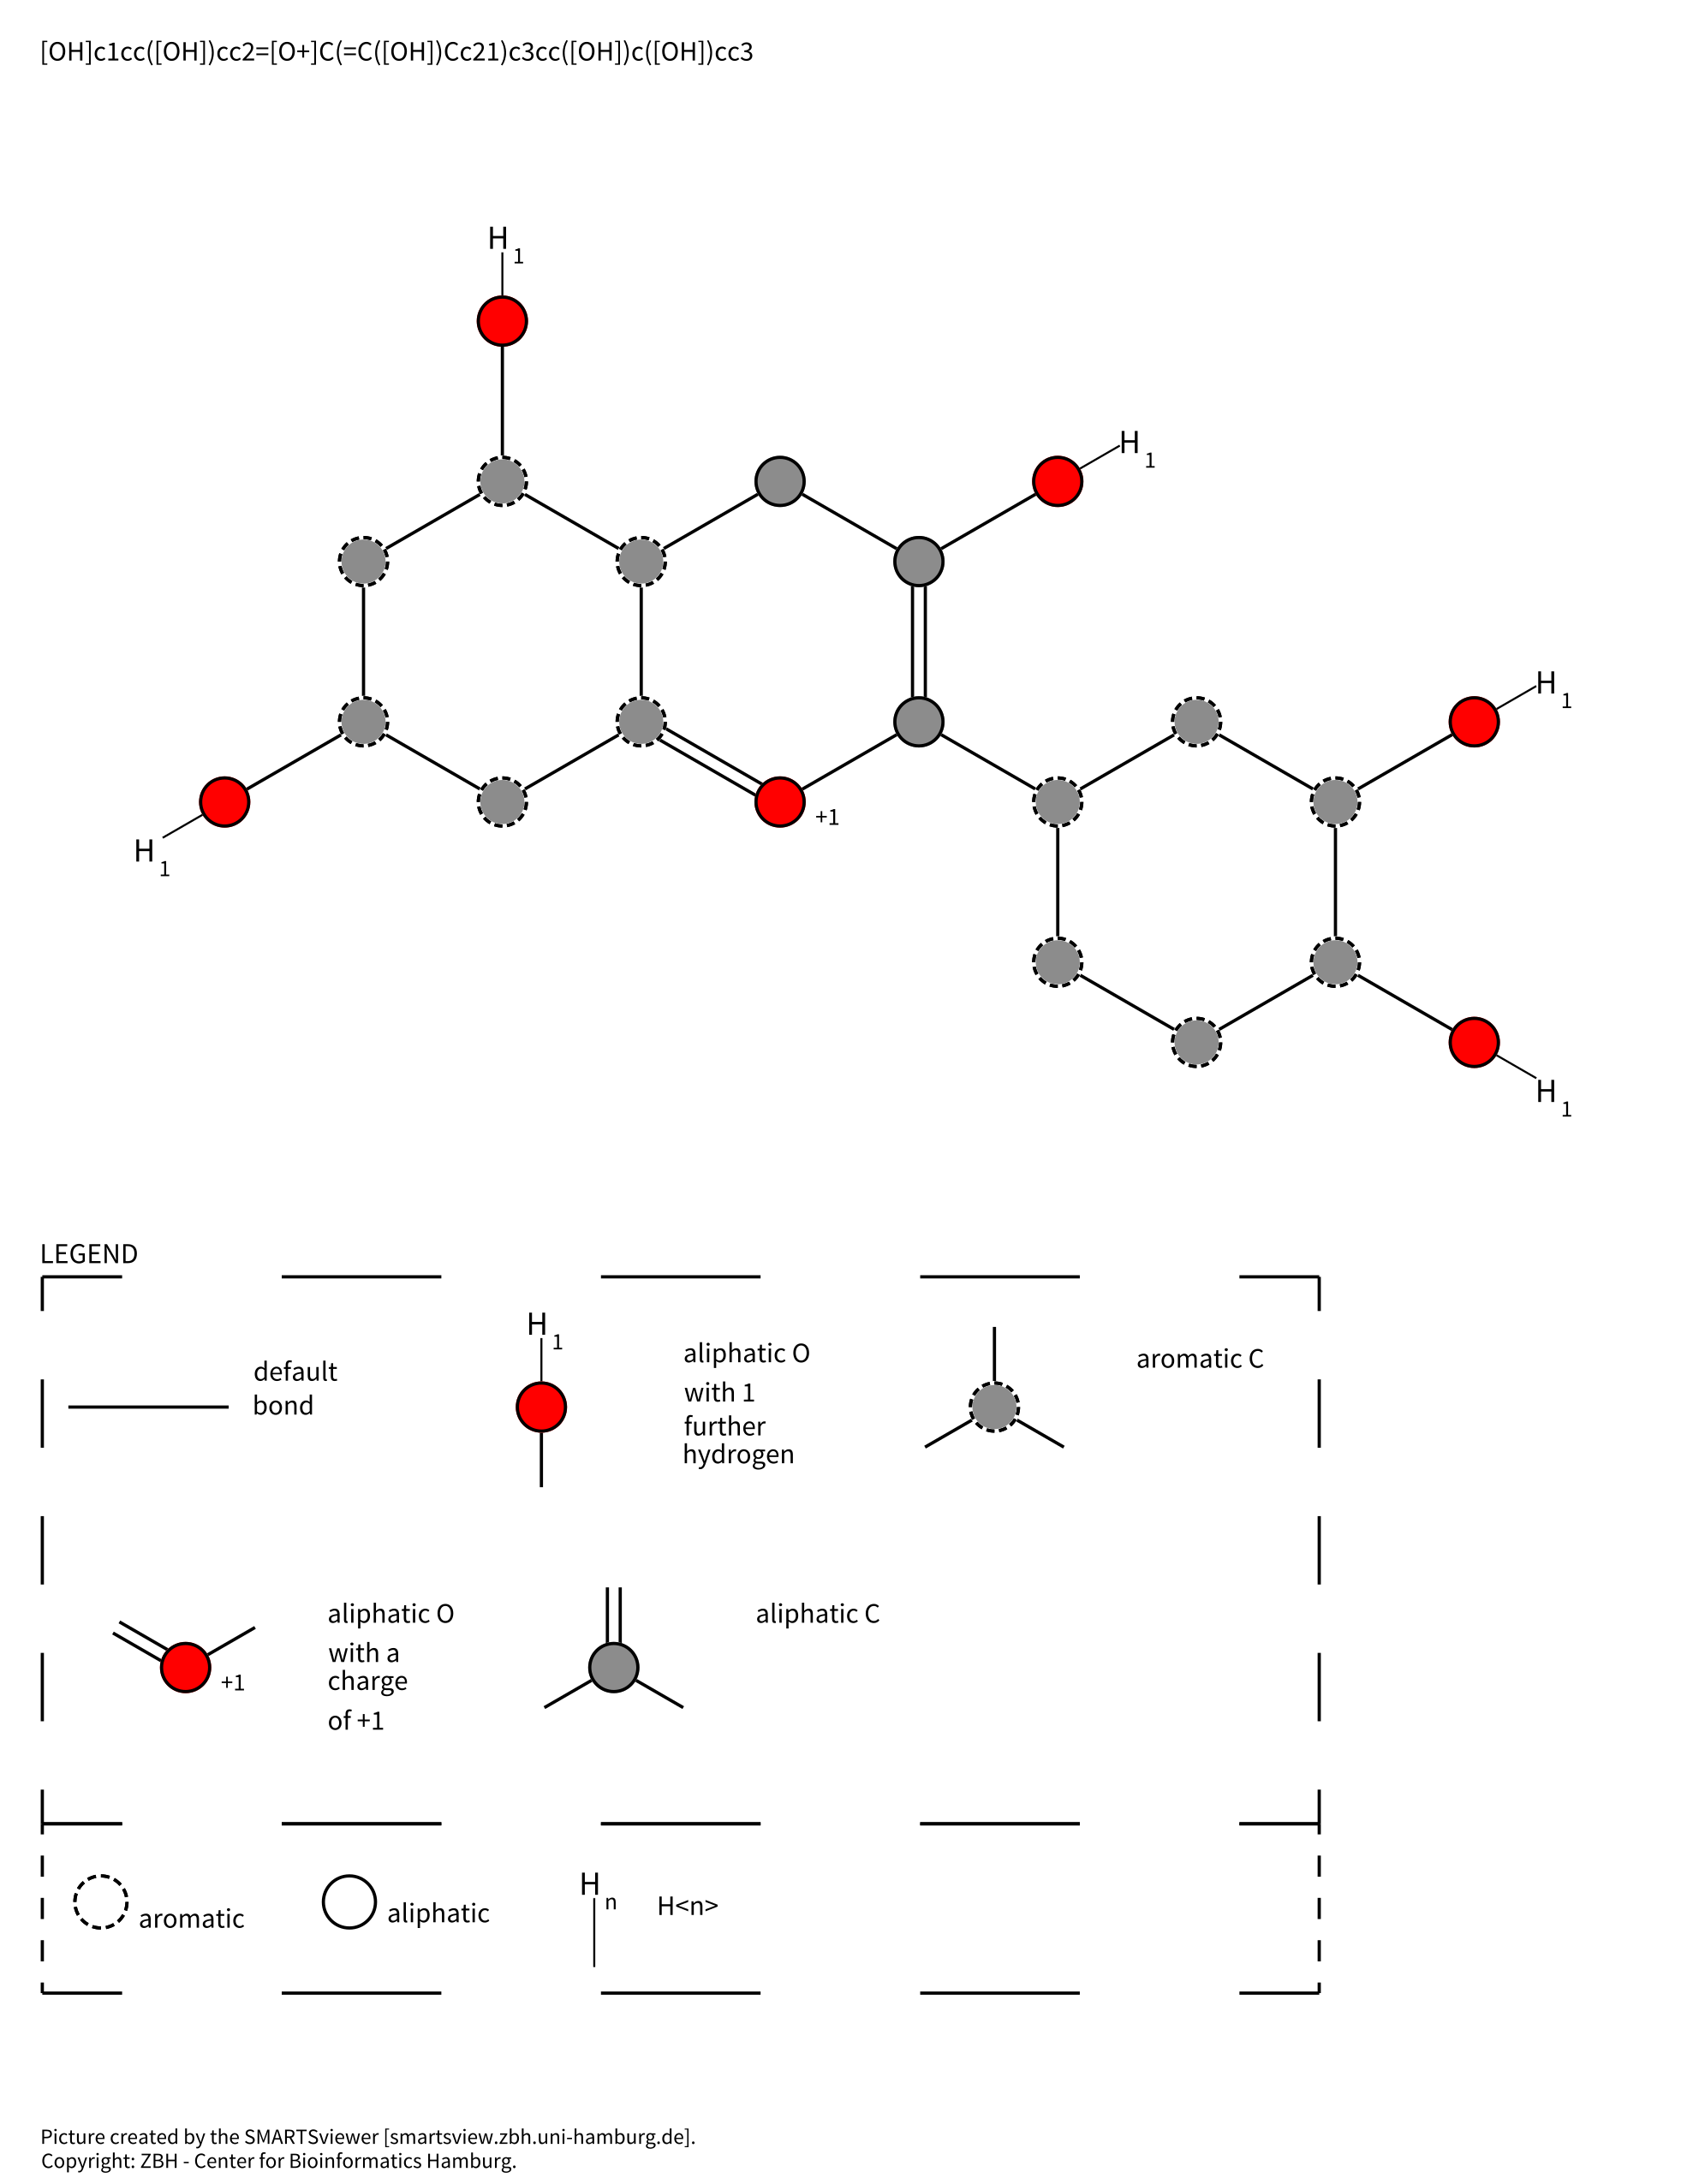 [OH]c1cc([OH])cc2=[O+]C(=C([OH])Cc21)c3cc([OH])c([OH])cc3
H 1
H 1
H 1
H 1
+1
H 1
LEGEND
default
bond
H 1
aliphatic O
with 1
further
hydrogen
aromatic C
+1
aliphatic O
with a
charge
of +1
aliphatic C
aromatic
aliphatic
H n
H<n>
Picture created by the SMARTSviewer [smartsview.zbh.uni-hamburg.de].
Copyright: ZBH - Center for Bioinformatics Hamburg.